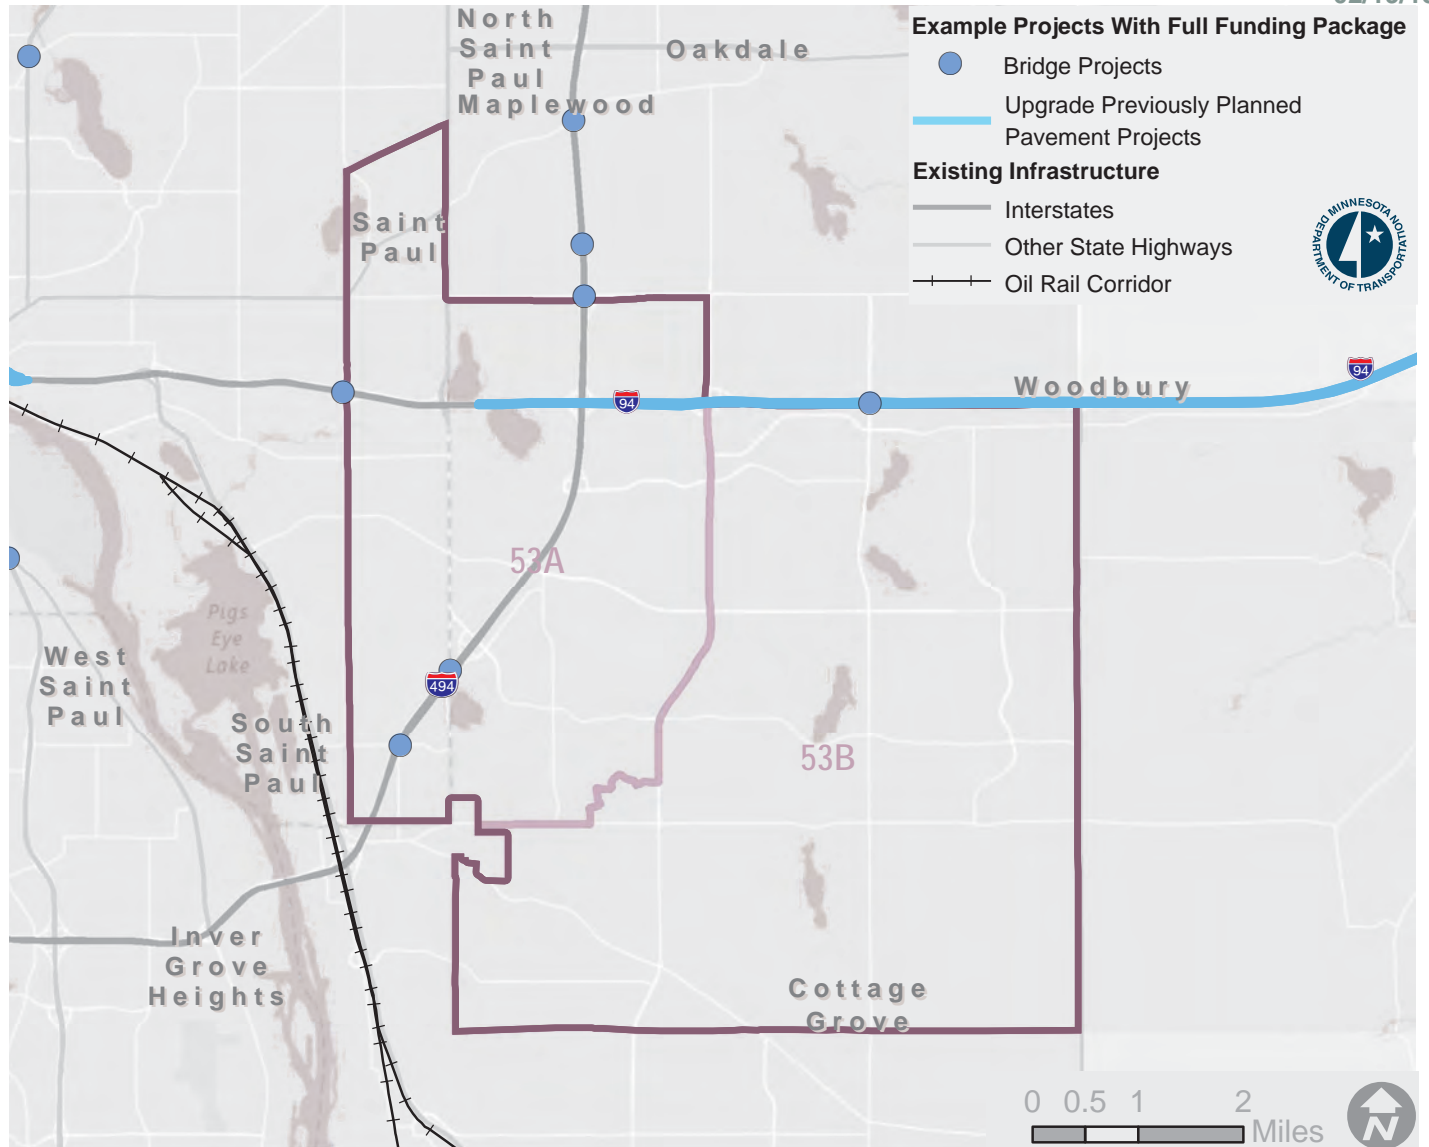 North
Saint
Paul
Maplewood
Oakdale
Example Projects With Full Funding Package
Bridge Projects
Upgrade Previously Planned
Pavement Projects
Existing Infrastructure
Interstates
Other State Highways
Oil Rail Corridor
MINNESOTA
DEPARTMENT OF TRANSPORTATION
Saint
Paul
94
94
Woodbury
53A
Pigs
Eye
Lake
West
Saint
Paul
494
South
Saint
Paul
53B
Inver
Grove
Heights
Cottage
Grove
0 0.5 1 2
Miles
N